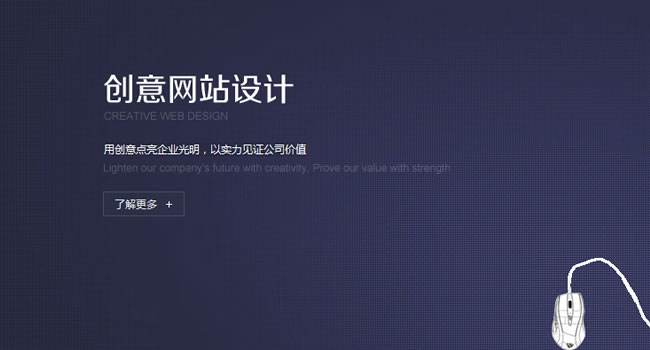 创意网站设计
CREATIVE WEB DESIGN
用创意点亮企业光明，以实力见证公司价值
Lighten our company's future with creativity. Prove our value with strength
了解更多 +